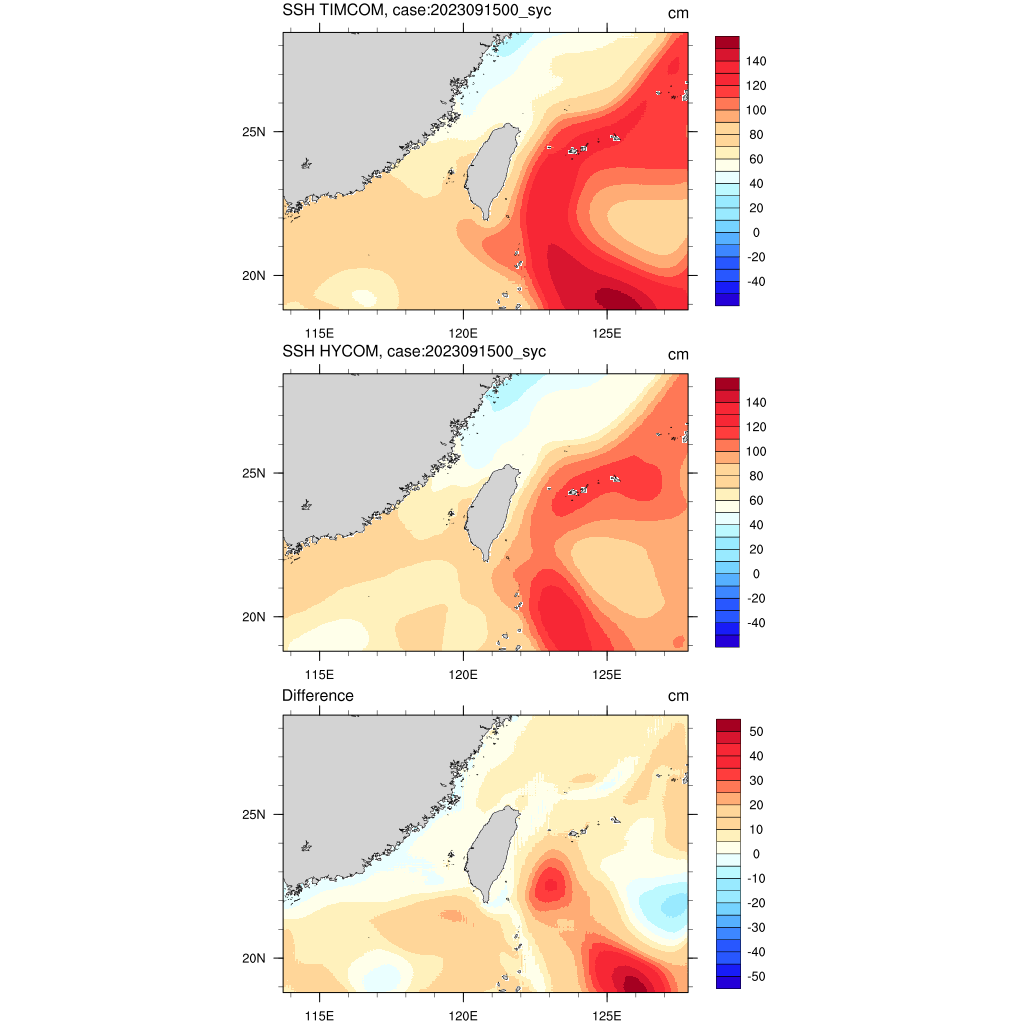 SSH TIMCOM, case:2023091500_syc cm
140
120
25N 100
80
60
40
20
0
20N -20
-40
115E 120E 125E
SSH HYCOM, case:2023091500_syc cm
140
120
25N 100
80
60
40
20
0
20N -20
-40
115E 120E 125E
Difference cm
50
40
30
25N 20
10
0
-10
-20
-30
20N -40
-50
115E 120E 125E